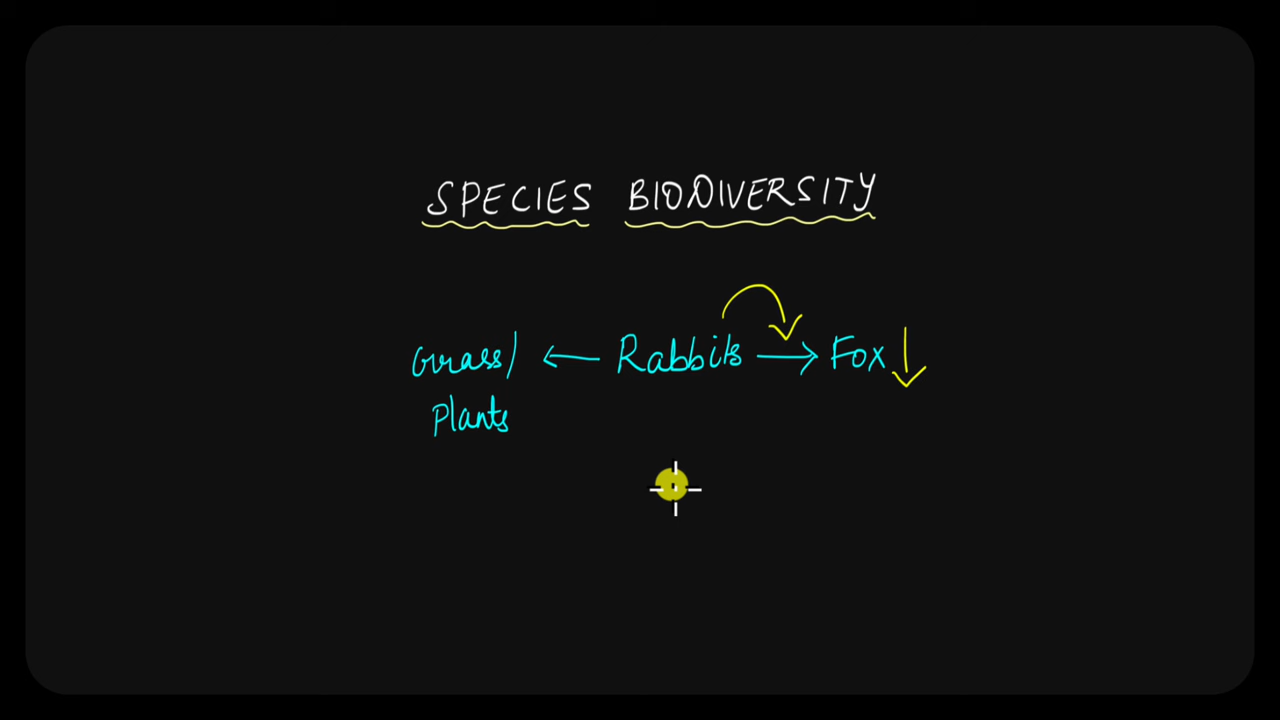 SPECIES BIODIVERSITY
Grass/ ← Rabbits → Fox ↓
Plants